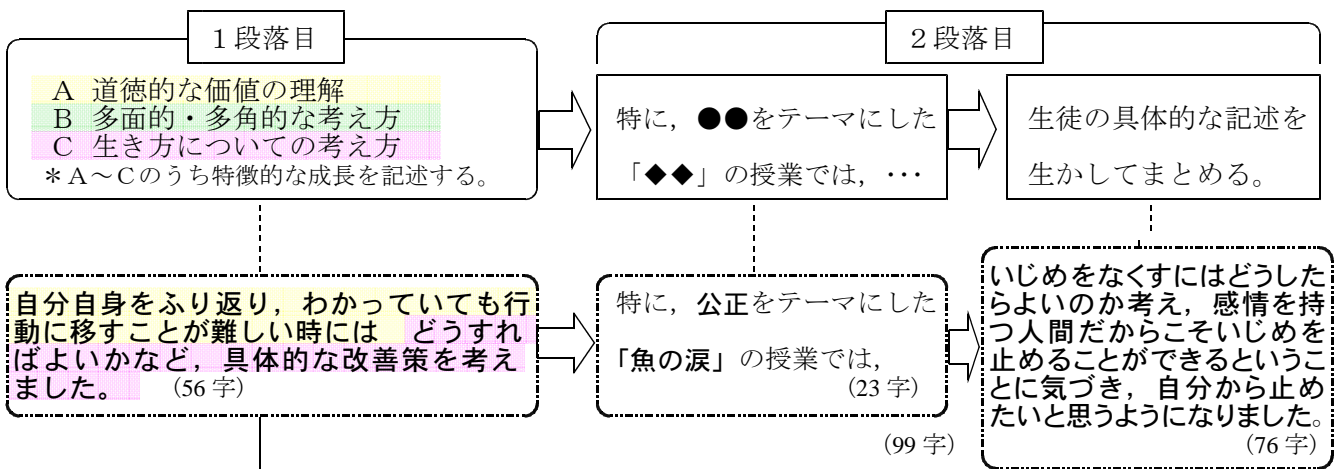 1段落目
A 道徳的な価値の理解
B 多面的・多角的な考え方
C 生き方についての考え方
＊A～Cのうち特徴的な成長を記述する。
2段落目
特に，●●をテーマにした
「◆◆」の授業では，･･･
生徒の具体的な記述を
生かしてまとめる。
自分自身をふり返り，わかっていても行
動に移すことが難しい時には　どうすれ
ばよいかなど，具体的な改善策を考え
ました。 （56字）
特に，公正をテーマにした
「魚の涙」の授業では，
（23字）
いじめをなくすにはどうした
らよいのか考え，感情を持
つ人間だからこそいじめを
止めることができるというこ
とに気づき，自分から止め
たいと思うようになりました。
（76字）
（99字）